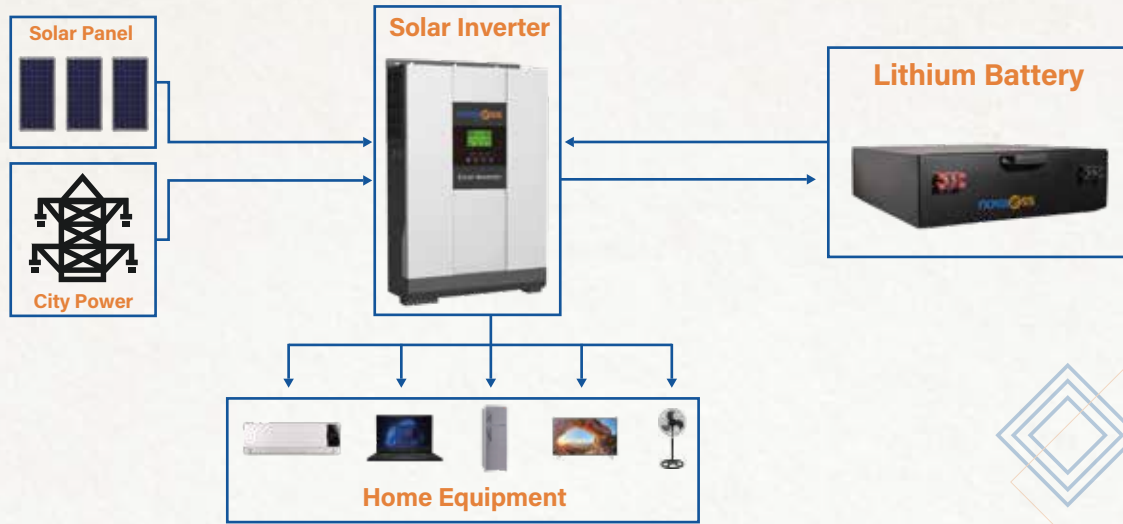 Solar Panel
Solar Inverter
Lithium Battery
City Power
Home Equipment